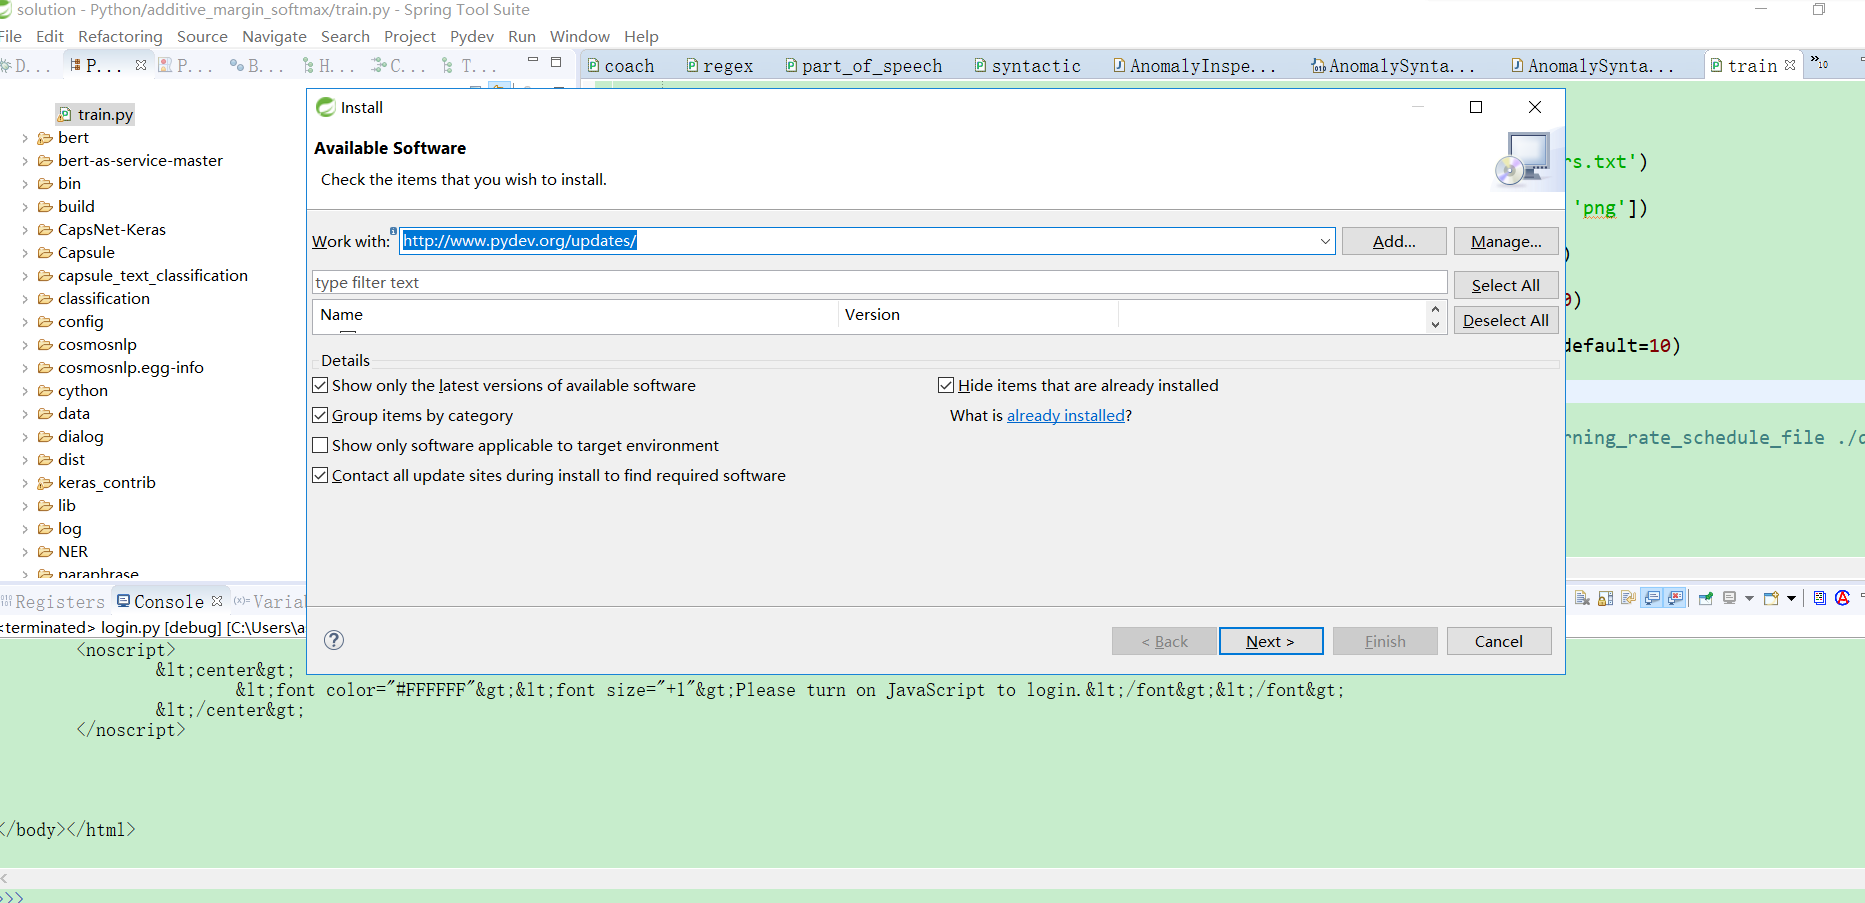 solution - Python/additive_margin_softmax/train.py - Spring Tool Suite
File Edit Refactoring Source Navigate Search Project Pydev Run Window Help
D... P... P... B... H... C... T...
coach regex part_of_speech syntactic AnomalyInspe... AnomalySynta... AnomalySynta... train »10
train.py
bert
bert-as-service-master
bin
build
CapsNet-Keras
Capsule
capsule_text_classification
classification
config
cosmosnlp
cosmosnlp.egg-info
cython
data
dialog
dist
keras_contrib
lib
log
NER
paraphrase
Install
Available Software
Check the items that you wish to install.
Work with: http://www.pydev.org/updates/ Add... Manage...
type filter text Select All
Name Version Deselect All
Details
Show only the latest versions of available software Hide items that are already installed
Group items by category What is already installed?
Show only software applicable to target environment
Contact all update sites during install to find required software
< Back Next > Finish Cancel
rs.txt')
'png'])
)
0)
default=10)
rning_rate_schedule_file ./d
Registers Console Varial
<terminated> login.py [debug] [C:\Users\a
<noscript>
&lt;center&gt;
&lt;font color="#FFFFFF"&gt;&lt;font size="+1"&gt;Please turn on JavaScript to login.&lt;/font&gt;&lt;/font&gt;
&lt;/center&gt;
</noscript>
</body></html>
>>>